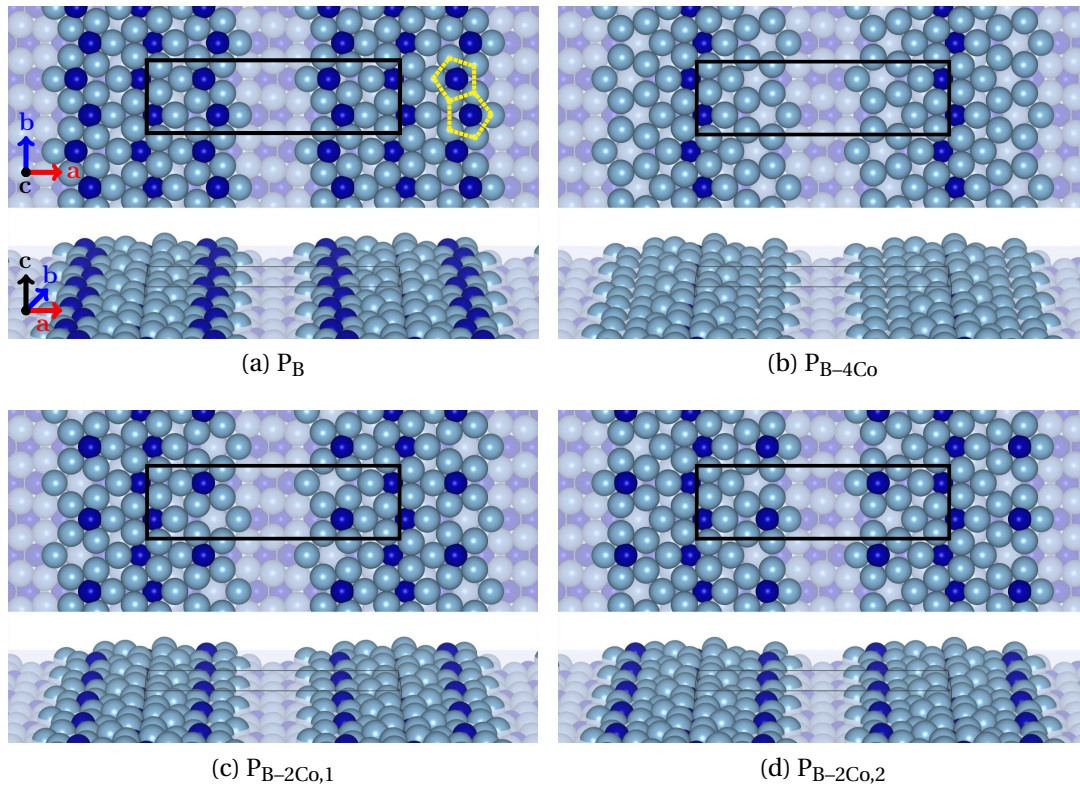 b
c
a
c
b
a
(a) P_B
(b) P_B–4Co
(c) P_B–2Co,1
(d) P_B–2Co,2